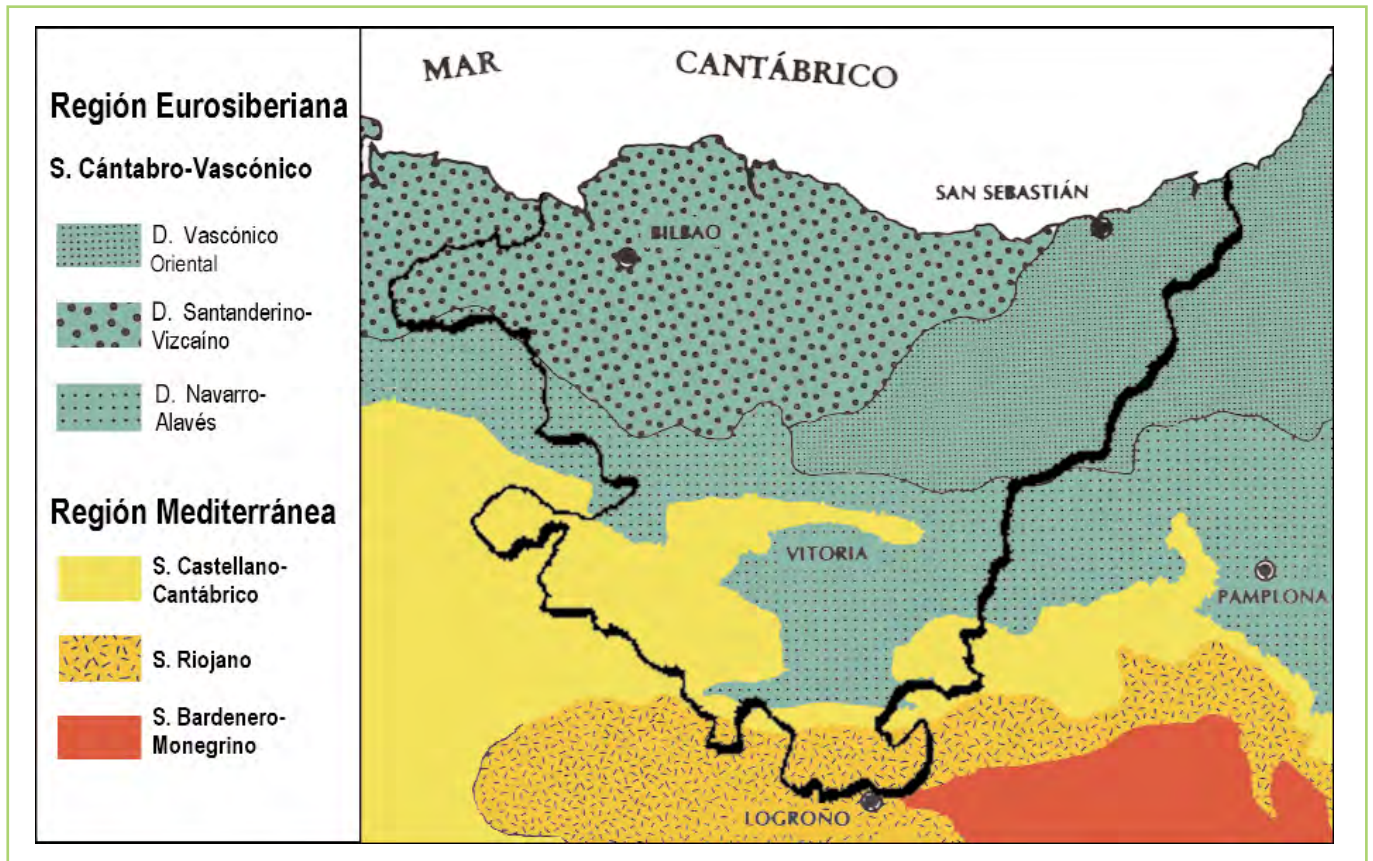 Región Eurosiberiana
S. Cántabro-Vascónico
D. Vascónico
Oriental
D. Santanderino-
Vizcaíno
D. Navarro-
Alavés
Región Mediterránea
S. Castellano-
Cantábrico
S. Riojano
S. Bardenero-
Monegrino
MAR CANTÁBRICO
SAN SEBASTIÁN
BILBAO
VITORIA
PAMPLONA
LOGRONO